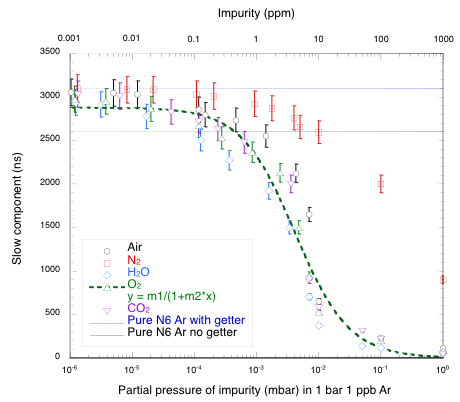 Impurity (ppm)
0.001 0.01 0.1 1 10 100 1000
3500
3000
2500
2000
1500
1000
500
0
Slow component (ns)
Air
N₂
H₂O
O₂
y = m1/(1+m2*x)
CO₂
Pure N6 Ar with getter
Pure N6 Ar no getter
10⁻⁶ 10⁻⁵ 10⁻⁴ 10⁻³ 10⁻² 10⁻¹ 10⁰
Partial pressure of impurity (mbar) in 1 bar 1 ppb Ar